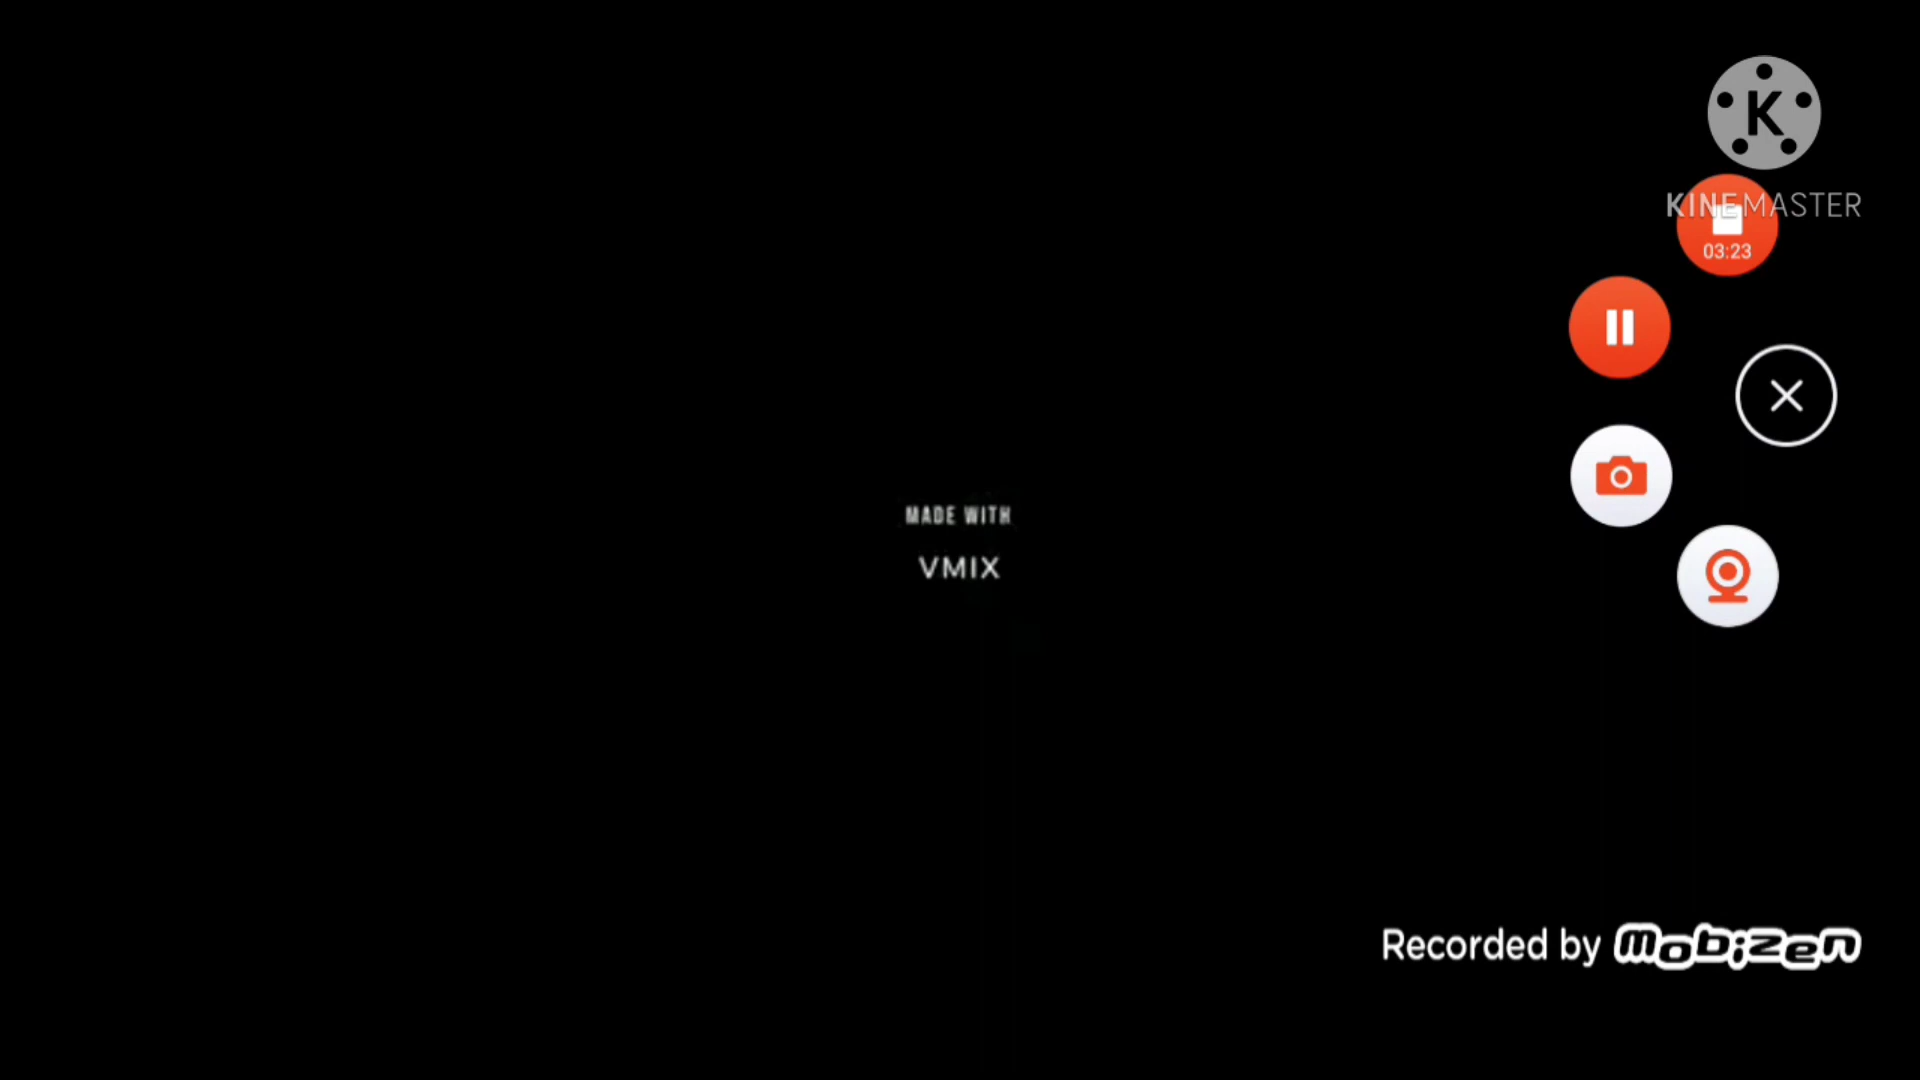 K
KINEMASTER
03:23
MADE WITH
VMIX
Recorded by mobizen